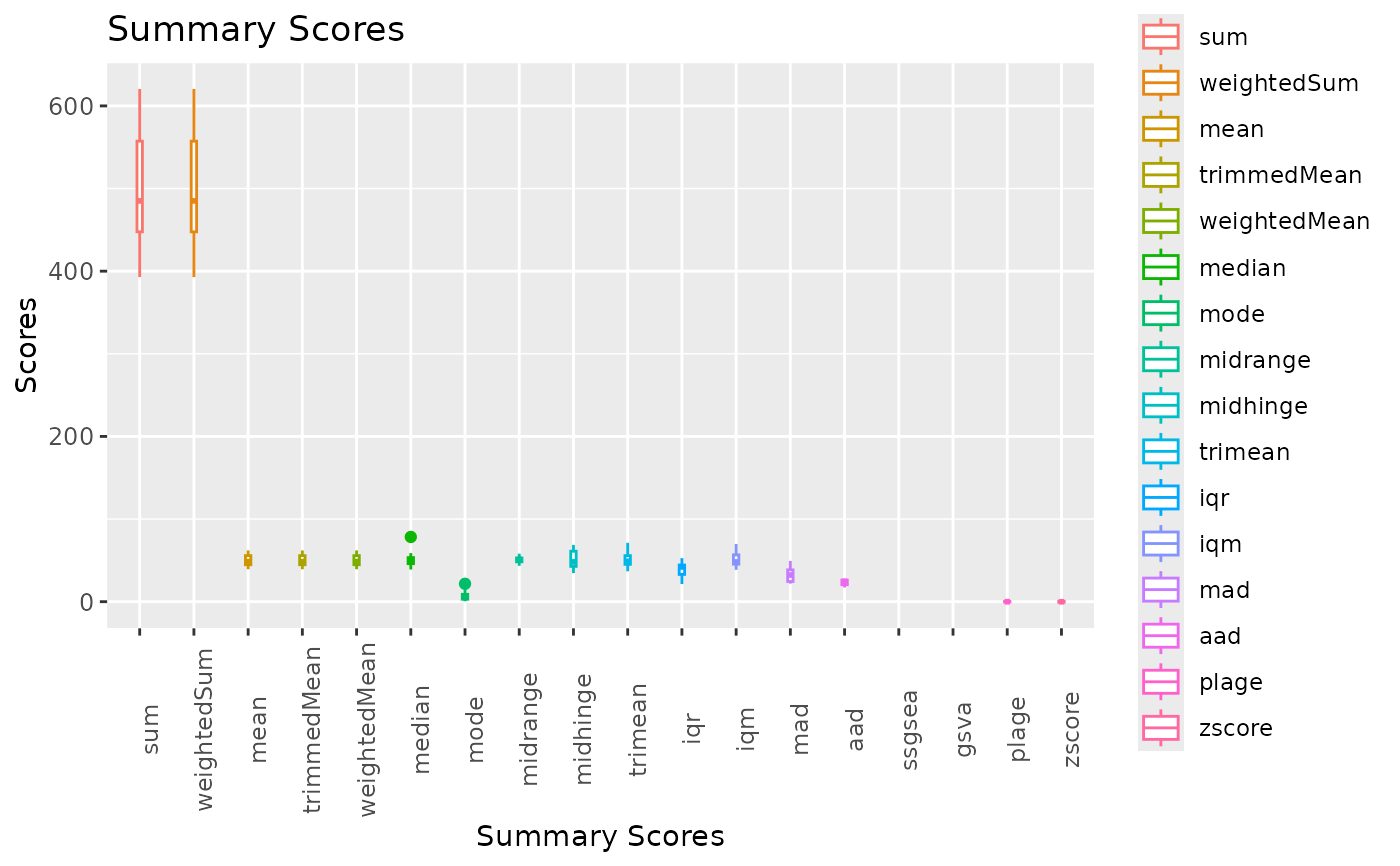 Summary Scores
Scores
600
400
200
0
sum
weightedSum
mean
trimmedMean
weightedMean
median
mode
midrange
midhinge
trimean
iqr
iqm
mad
aad
ssgsea
gsva
plage
zscore
Summary Scores
sum
weightedSum
mean
trimmedMean
weightedMean
median
mode
midrange
midhinge
trimean
iqr
iqm
mad
aad
plage
zscore